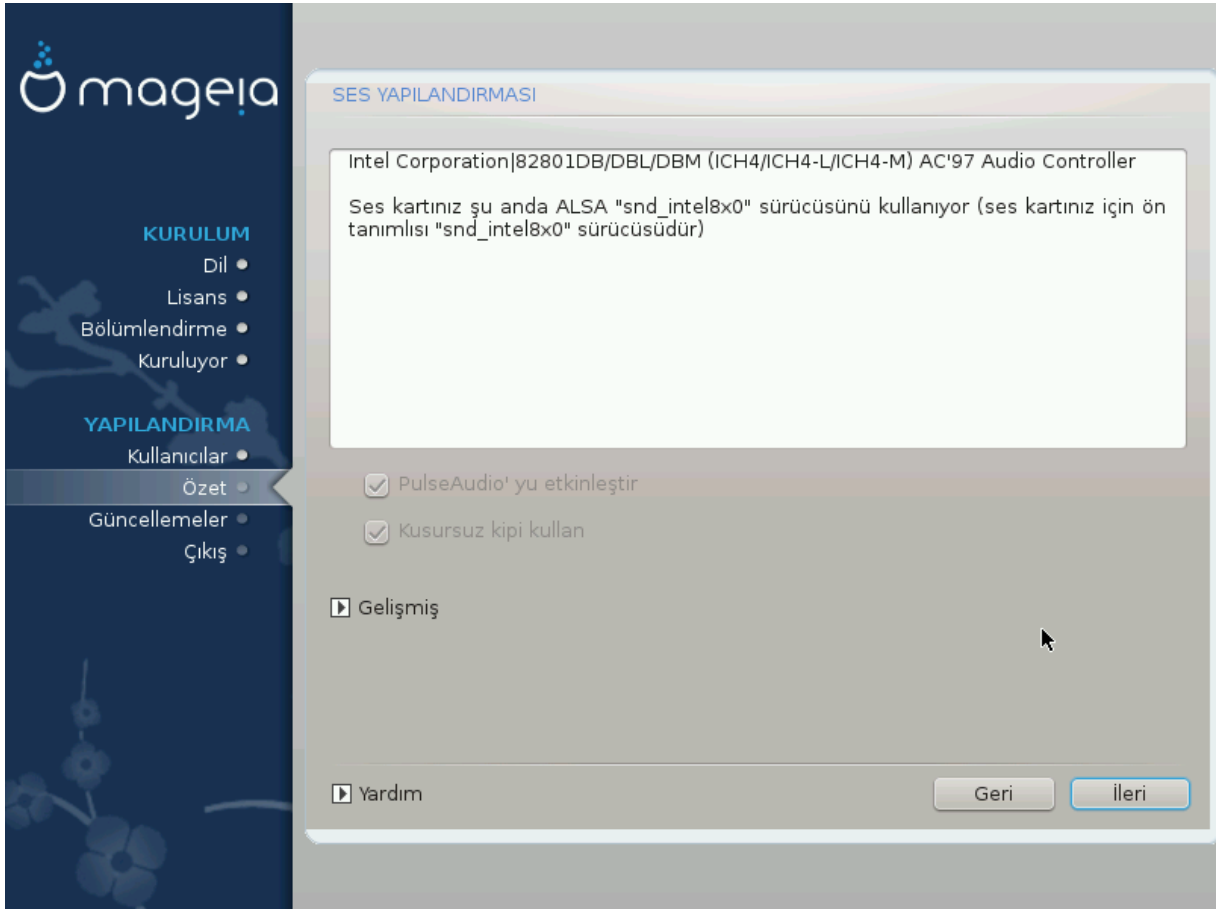 mageia
KURULUM
Dil
Lisans
Bölümlendirme
Kuruluyor
YAPILANDIRMA
Kullanıcılar
Özet
Güncellemeler
Çıkış
SES YAPILANDIRMASI
Intel Corporation|82801DB/DBL/DBM (ICH4/ICH4-L/ICH4-M) AC'97 Audio Controller
Ses kartınız şu anda ALSA "snd_intel8x0" sürücüsünü kullanıyor (ses kartınız için ön
tanımlısı "snd_intel8x0" sürücüsüdür)
PulseAudio' yu etkinleştir
Kusursuz kipi kullan
Gelişmiş
Yardım
Geri
İleri